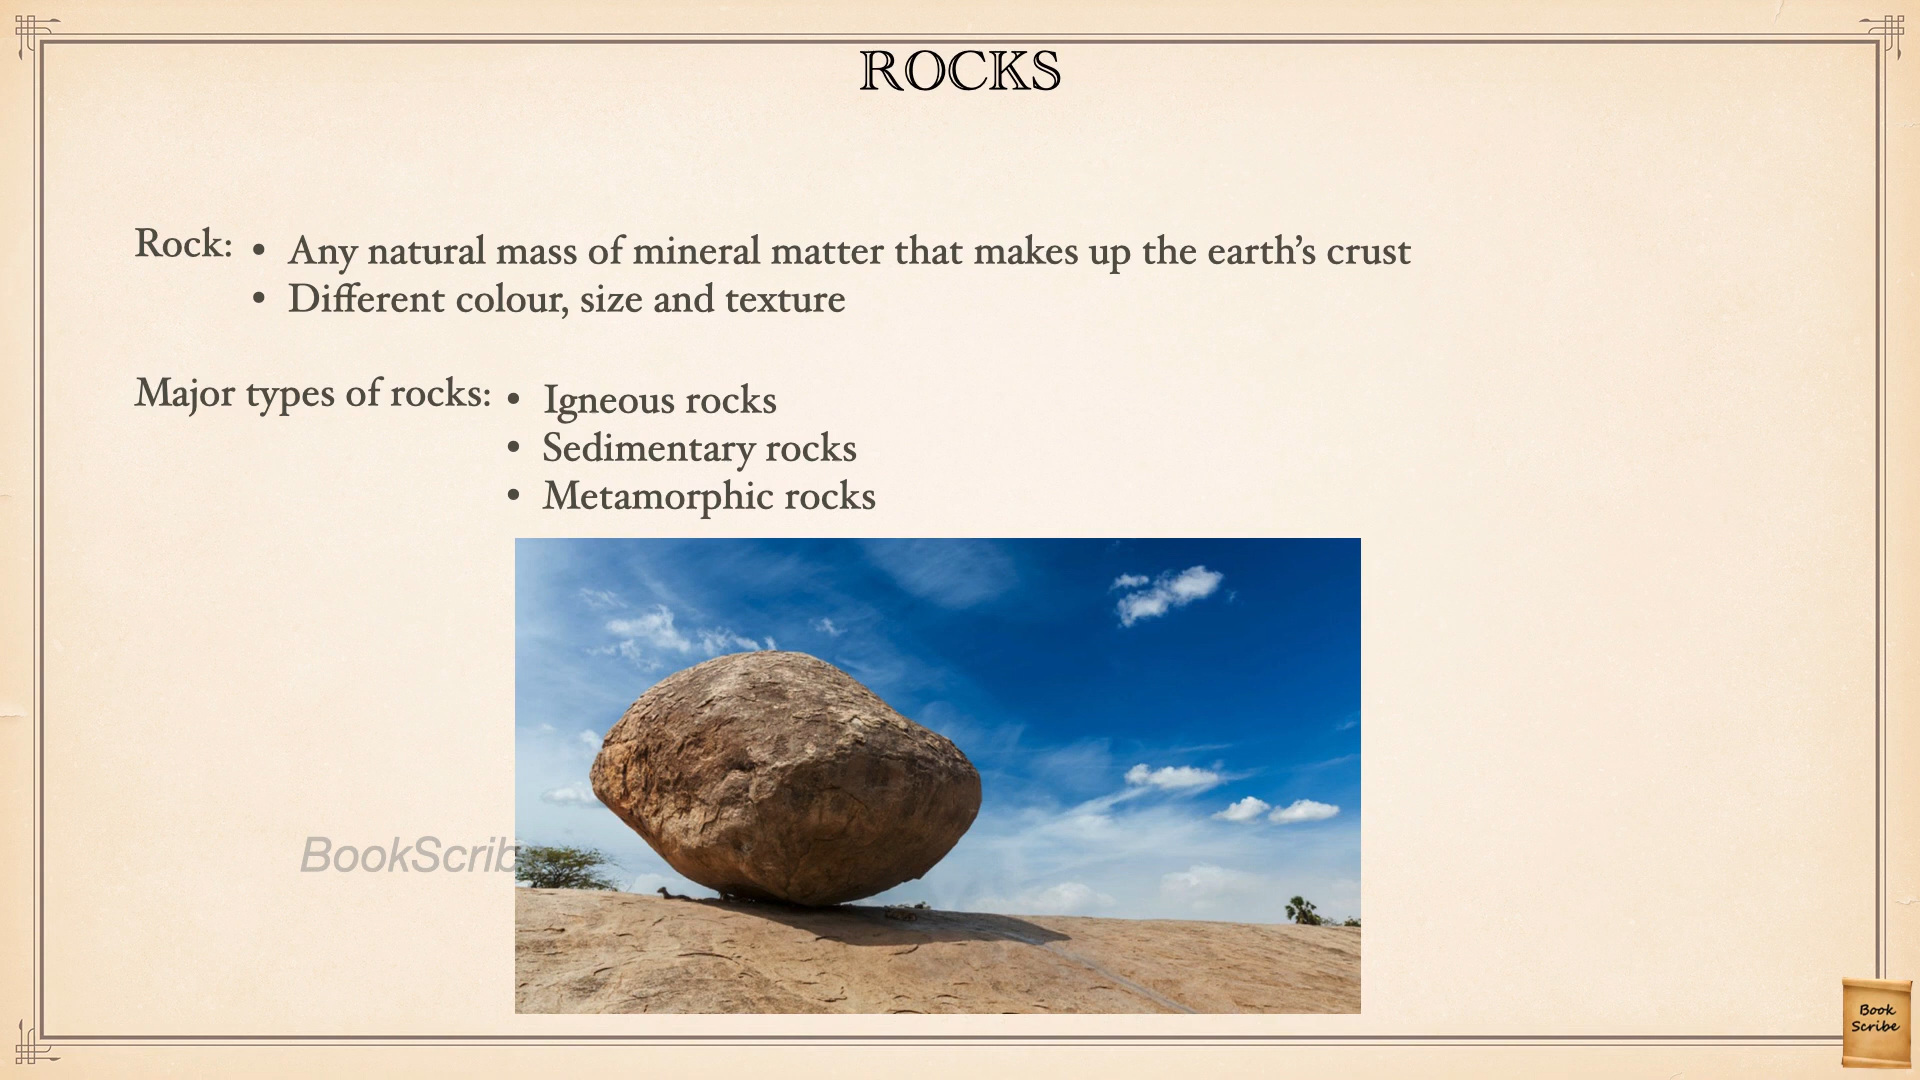 ROCKS
Rock: • Any natural mass of mineral matter that makes up the earth’s crust
• Different colour, size and texture
Major types of rocks: • Igneous rocks
• Sedimentary rocks
• Metamorphic rocks
BookScrib
Book
Scribe